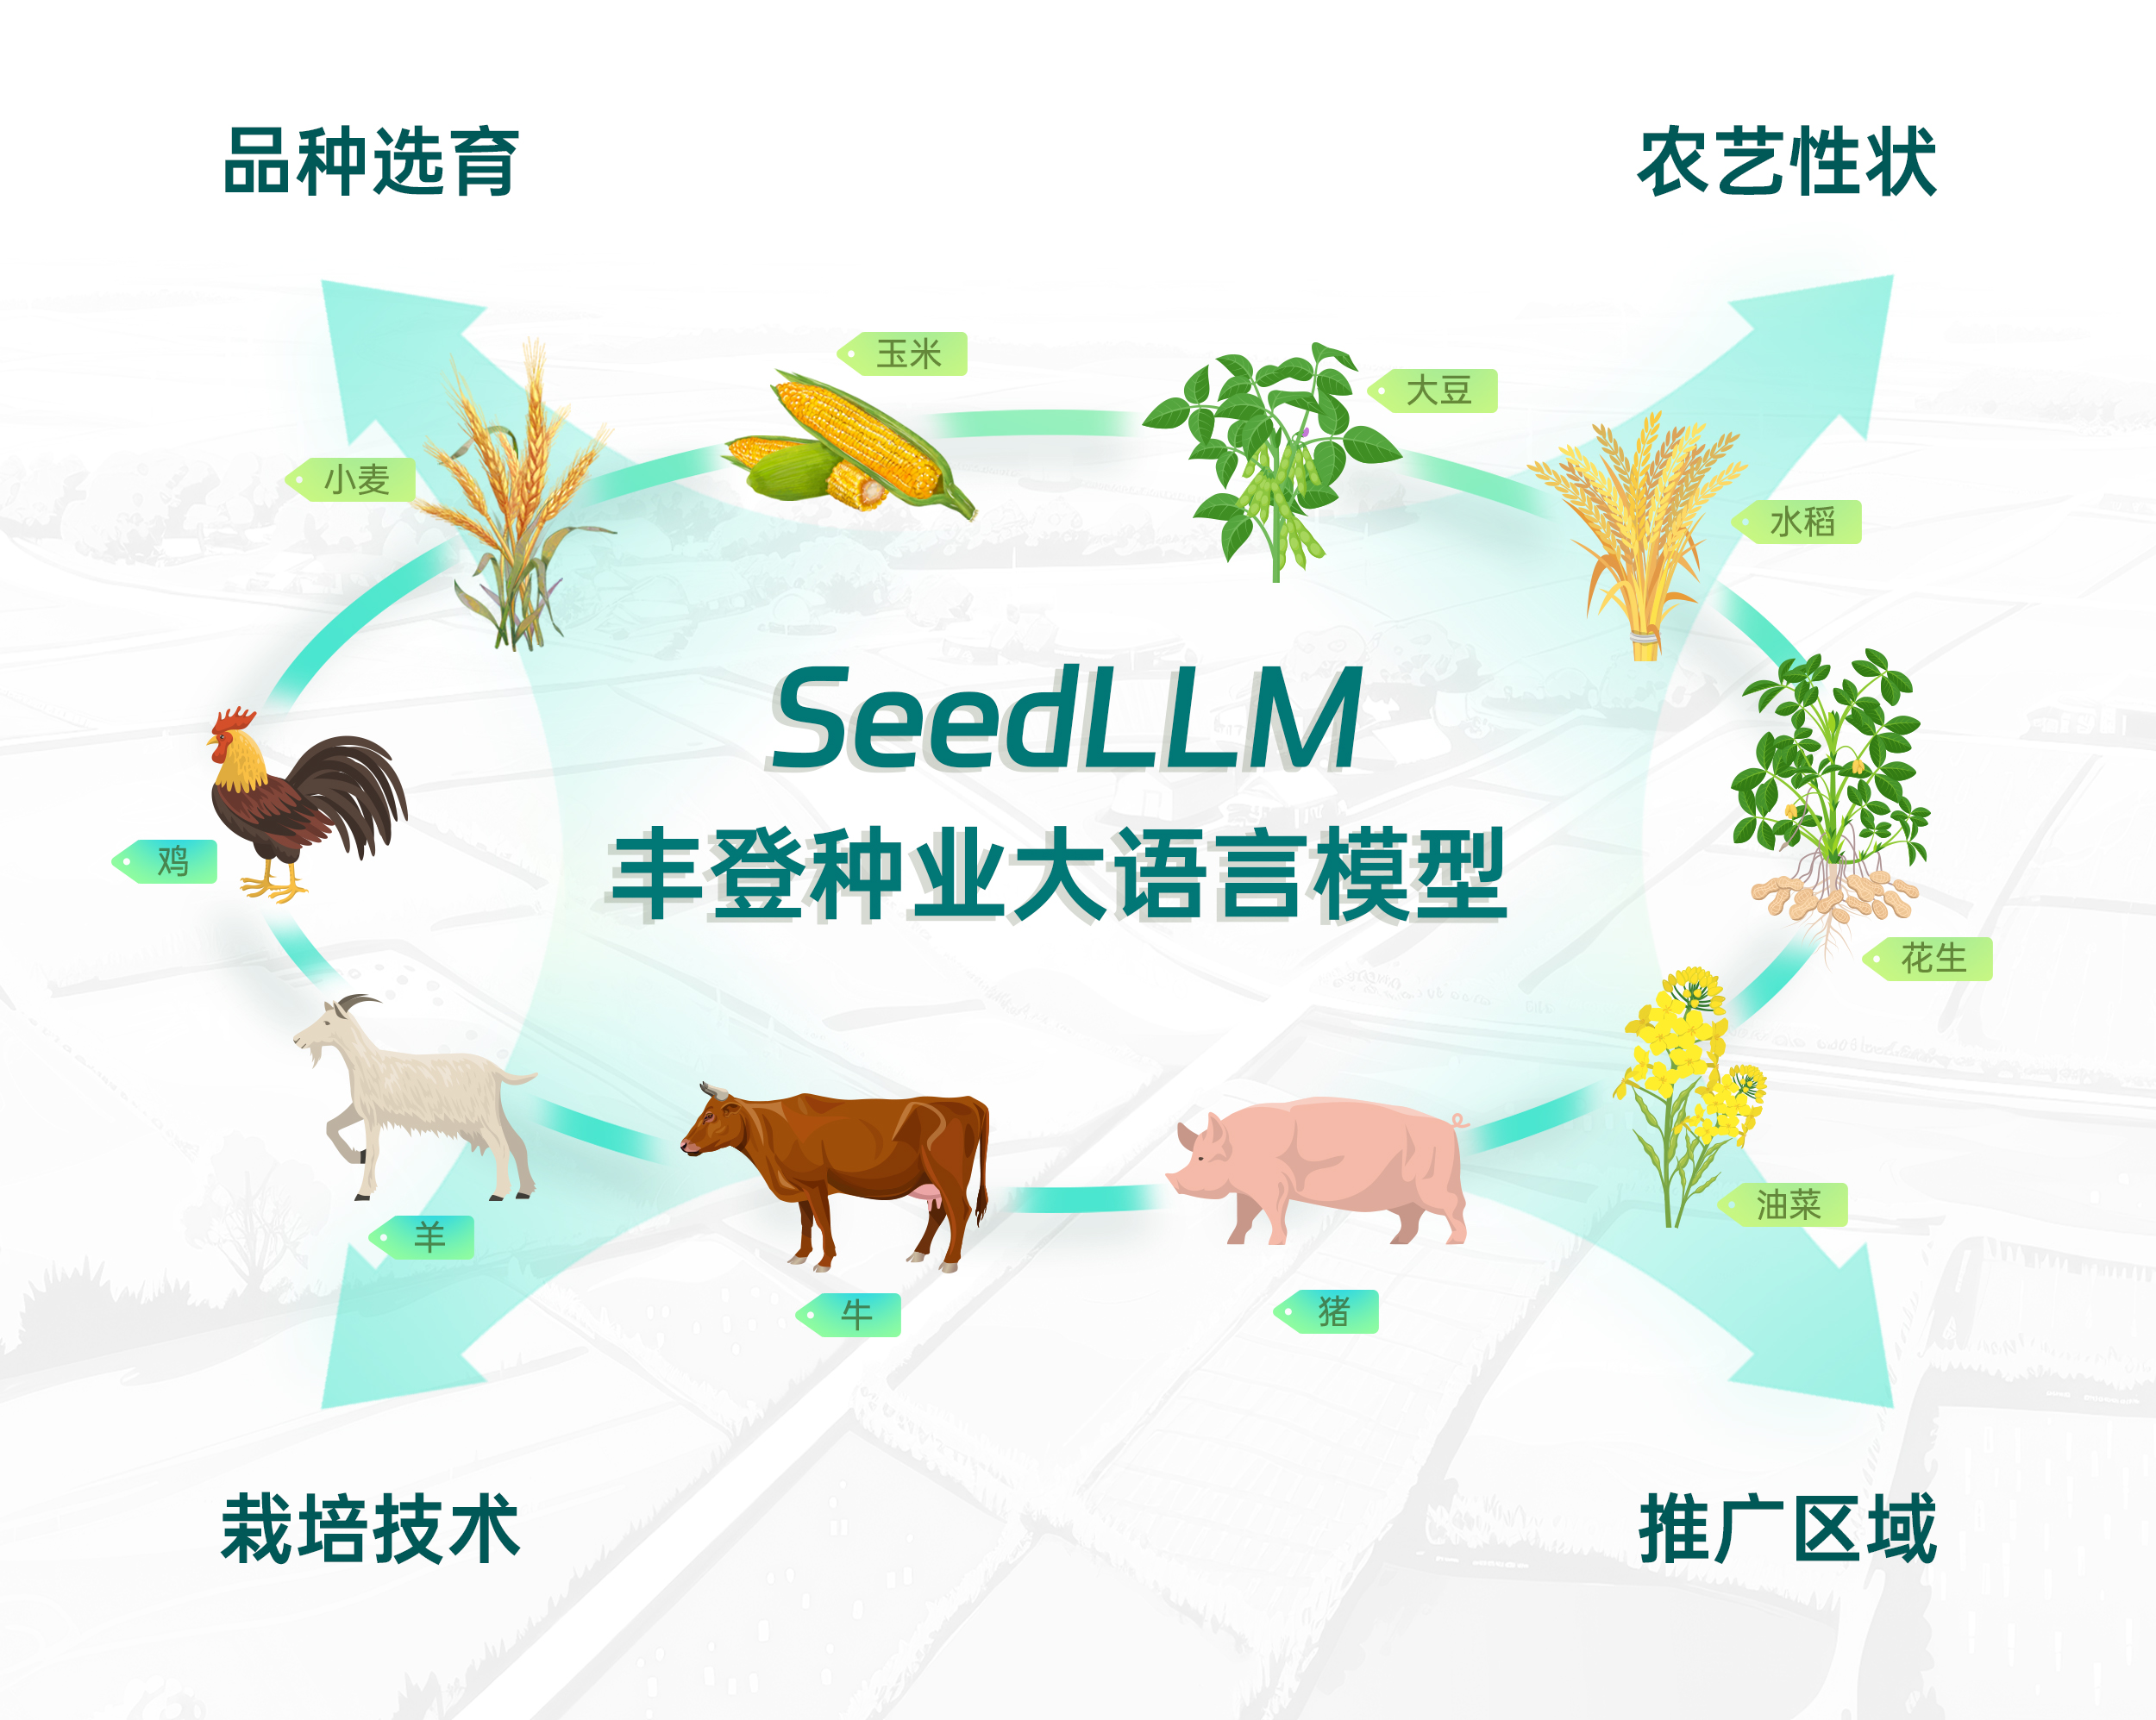 品种选育
农艺性状
玉米
大豆
小麦
水稻
SeedLLM
丰登种业大语言模型
鸡
花生
油菜
羊
牛
猪
栽培技术
推广区域